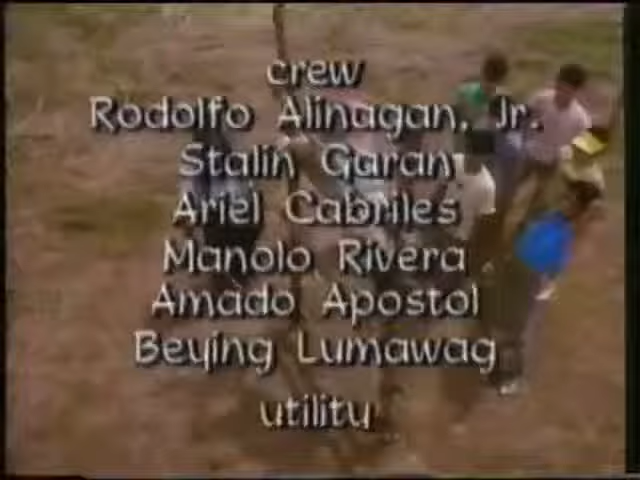 crew
Rodolfo Alinagan, Jr.
Stalin Garan
Ariel Cabriles
Manolo Rivera
Amado Apostol
Beying Lumawag
utility